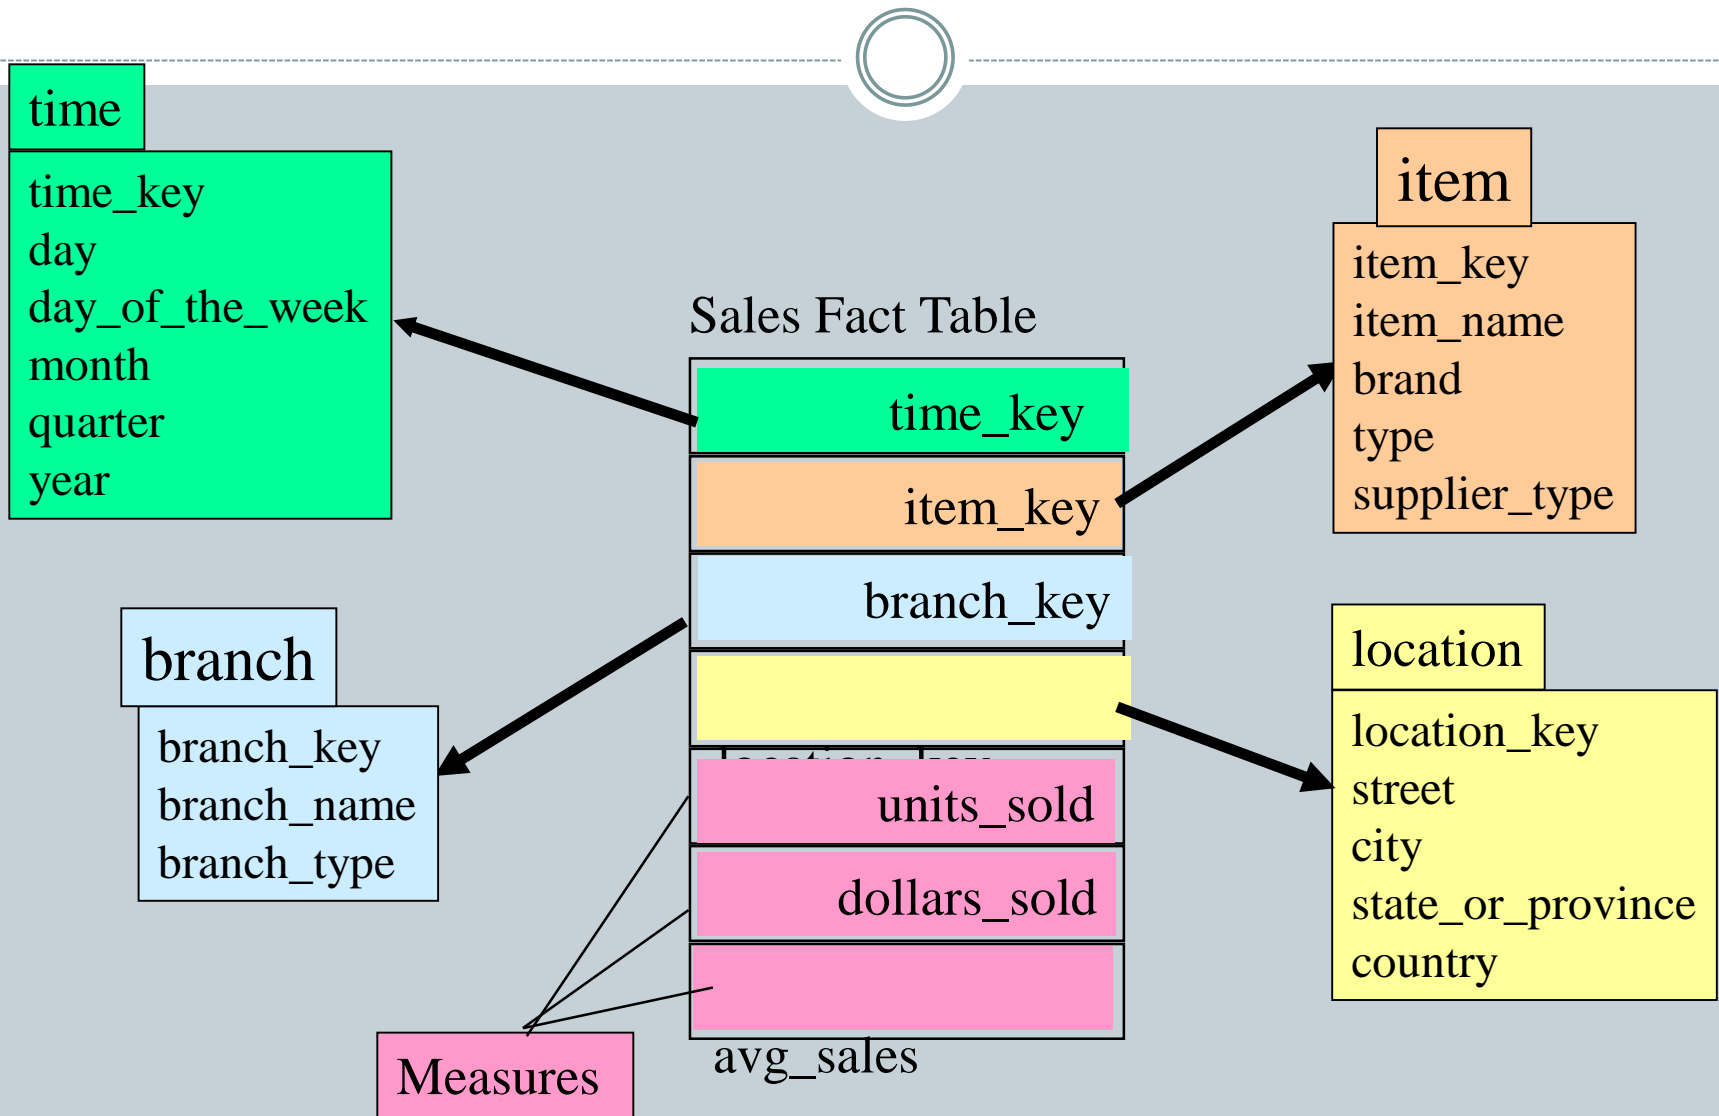 time
time_key
day
day_of_the_week
month
quarter
year
item
item_key
item_name
brand
type
supplier_type
Sales Fact Table
time_key
item_key
branch_key
location_key
units_sold
dollars_sold
avg_sales
branch
branch_key
branch_name
branch_type
location
location_key
street
city
state_or_province
country
Measures